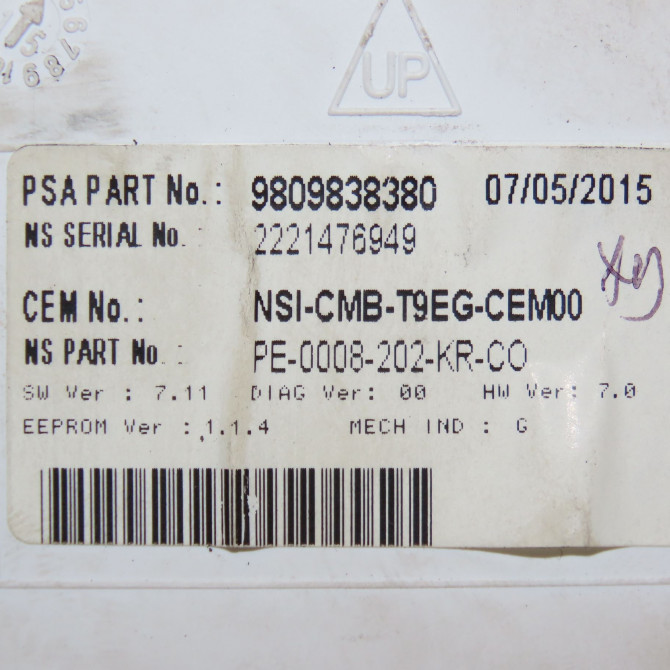 UP
PSA PART No.: 9809838380 07/05/2015
NS SERIAL No. : 2221476949
CEM No.: NSI-CMB-T9EG-CEM00
NS PART No. : PE-0008-202-KR-CO
SW Ver : 7.11 DIAG Ver: 00 HW Ver: 7.0
EEPROM Ver : 1.1.4 MECH IND : G